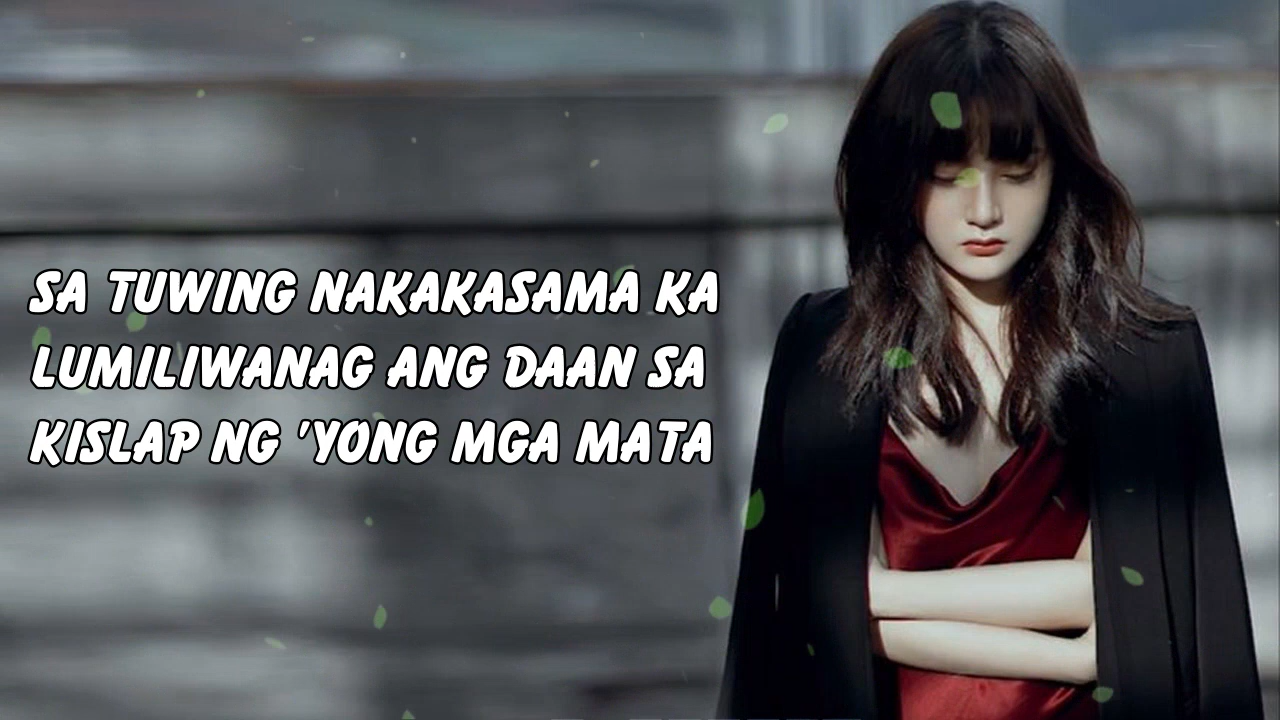 SA TUWING NAKAKASAMA KA
LUMILIWANAG ANG DAAN SA
KISLAP NG 'YONG MGA MATA